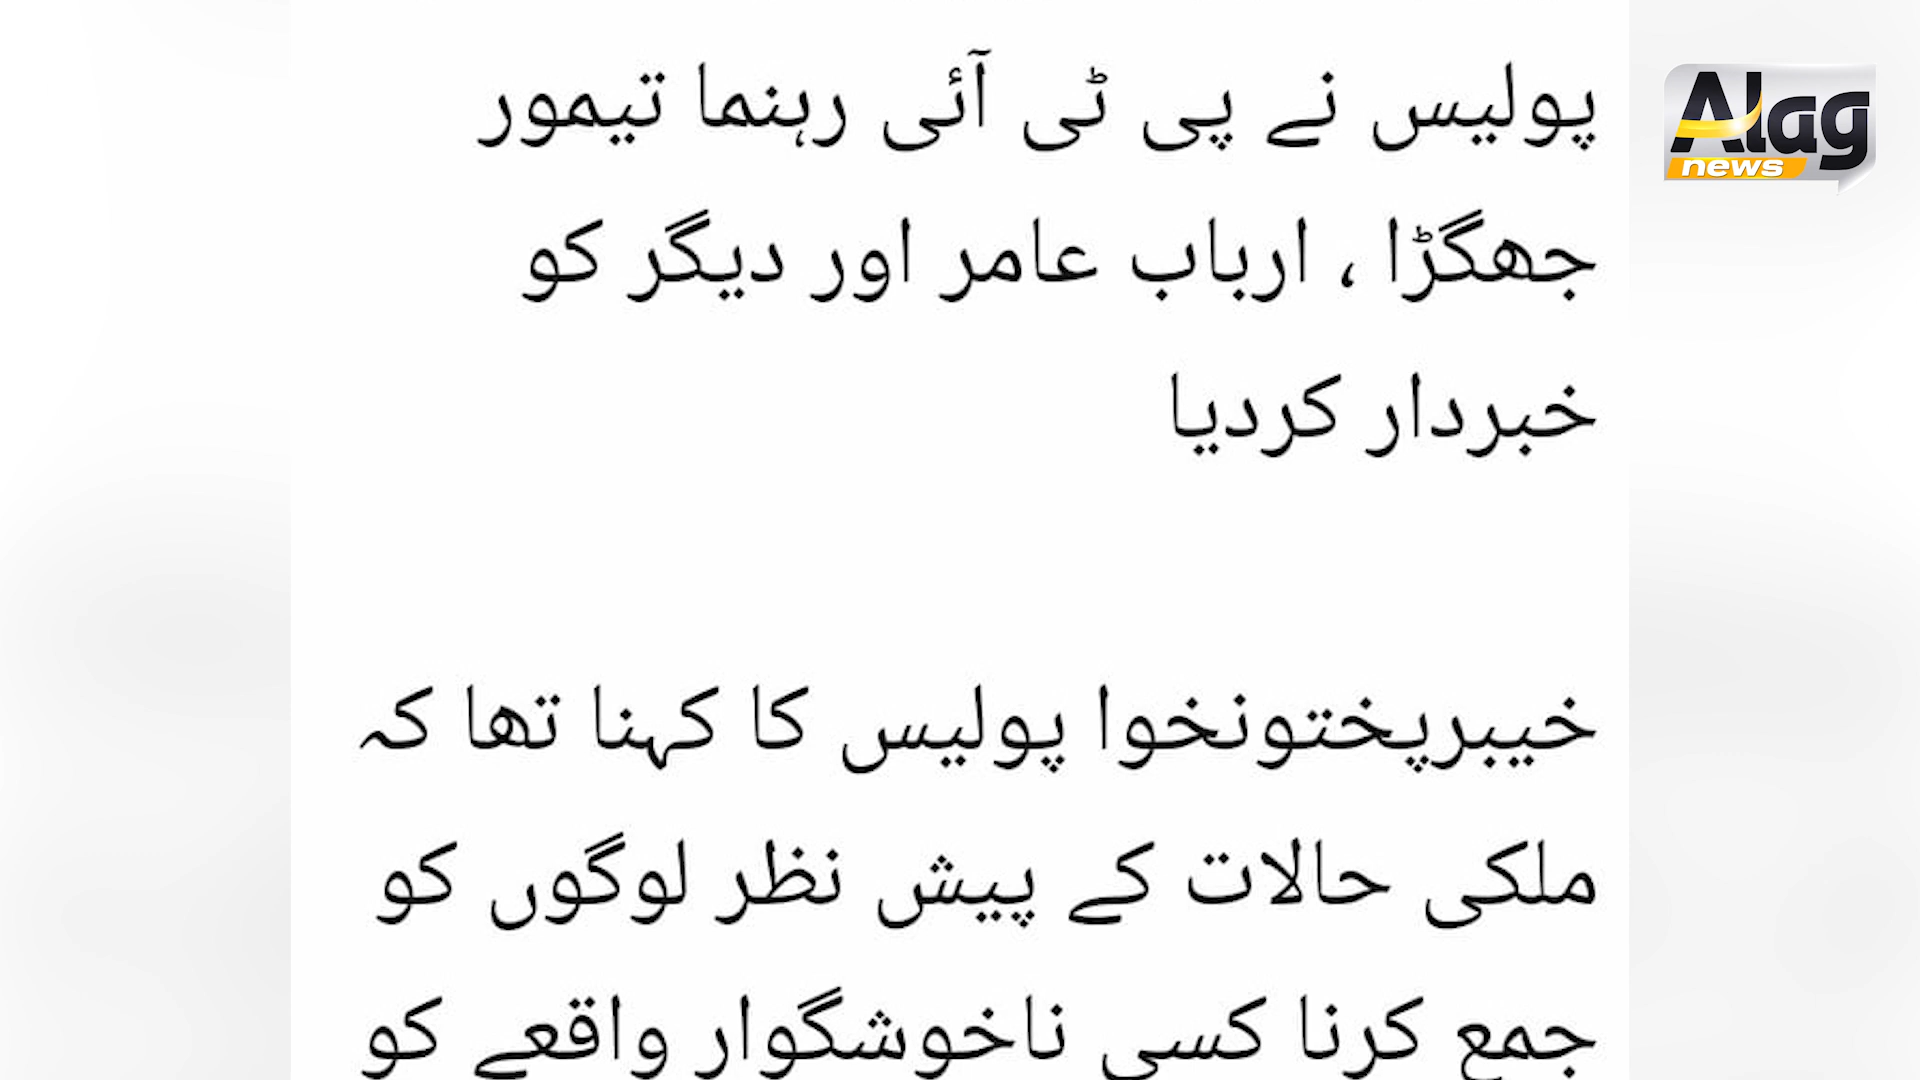 پولیس نے پی ٹی آئی رہنما تیمور
جھگڑا ، ارباب عامر اور دیگر کو
خبردار کردیا
خیبرپختونخوا پولیس کا کہنا تھا کہ
ملکی حالات کے پیش نظر لوگوں کو
جمع کرنا کسی ناخوشگوار واقعے کو
Alag
news